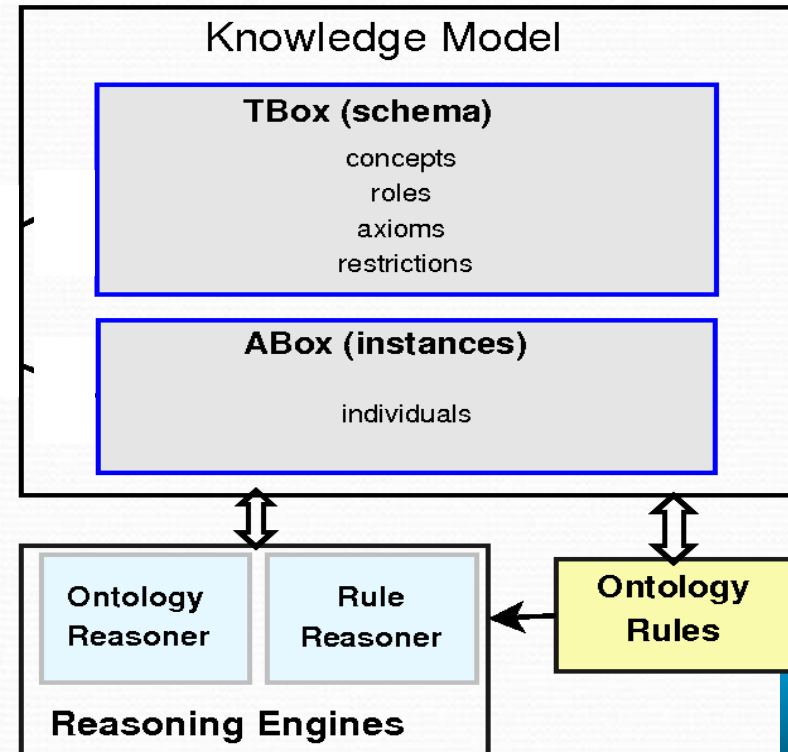 Knowledge Model
TBox (schema)
concepts
roles
axioms
restrictions
ABox (instances)
individuals
Ontology
Reasoner
Rule
Reasoner
Reasoning Engines
Ontology
Rules